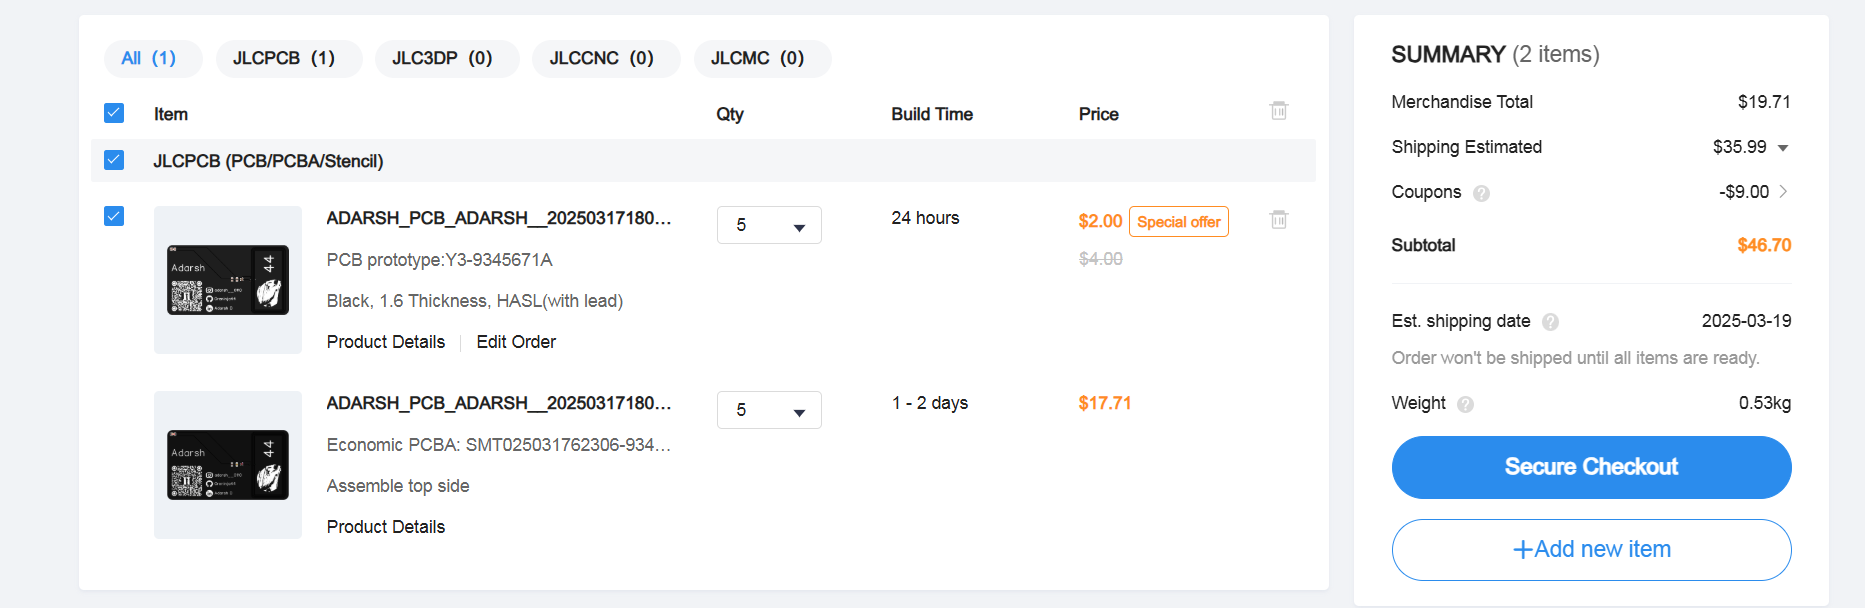 All (1) JLCPCB (1) JLC3DP (0) JLCCNC (0) JLCMC (0)
Item Qty Build Time Price
JLCPCB (PCB/PCBA/Stencil)
ADARSH_PCB_ADARSH__20250317180... 5 24 hours $2.00 Special offer
PCB prototype:Y3-9345671A $4.00
Black, 1.6 Thickness, HASL(with lead)
Product Details Edit Order
Adarsh
44
ADARSH_PCB_ADARSH__20250317180... 5 1 - 2 days $17.71
Economic PCBA: SMT025031762306-934...
Assemble top side
Product Details
Adarsh
44
SUMMARY (2 items)
Merchandise Total $19.71
Shipping Estimated $35.99
Coupons ? -$9.00
Subtotal $46.70
Est. shipping date ? 2025-03-19
Order won't be shipped until all items are ready.
Weight ? 0.53kg
Secure Checkout
+Add new item